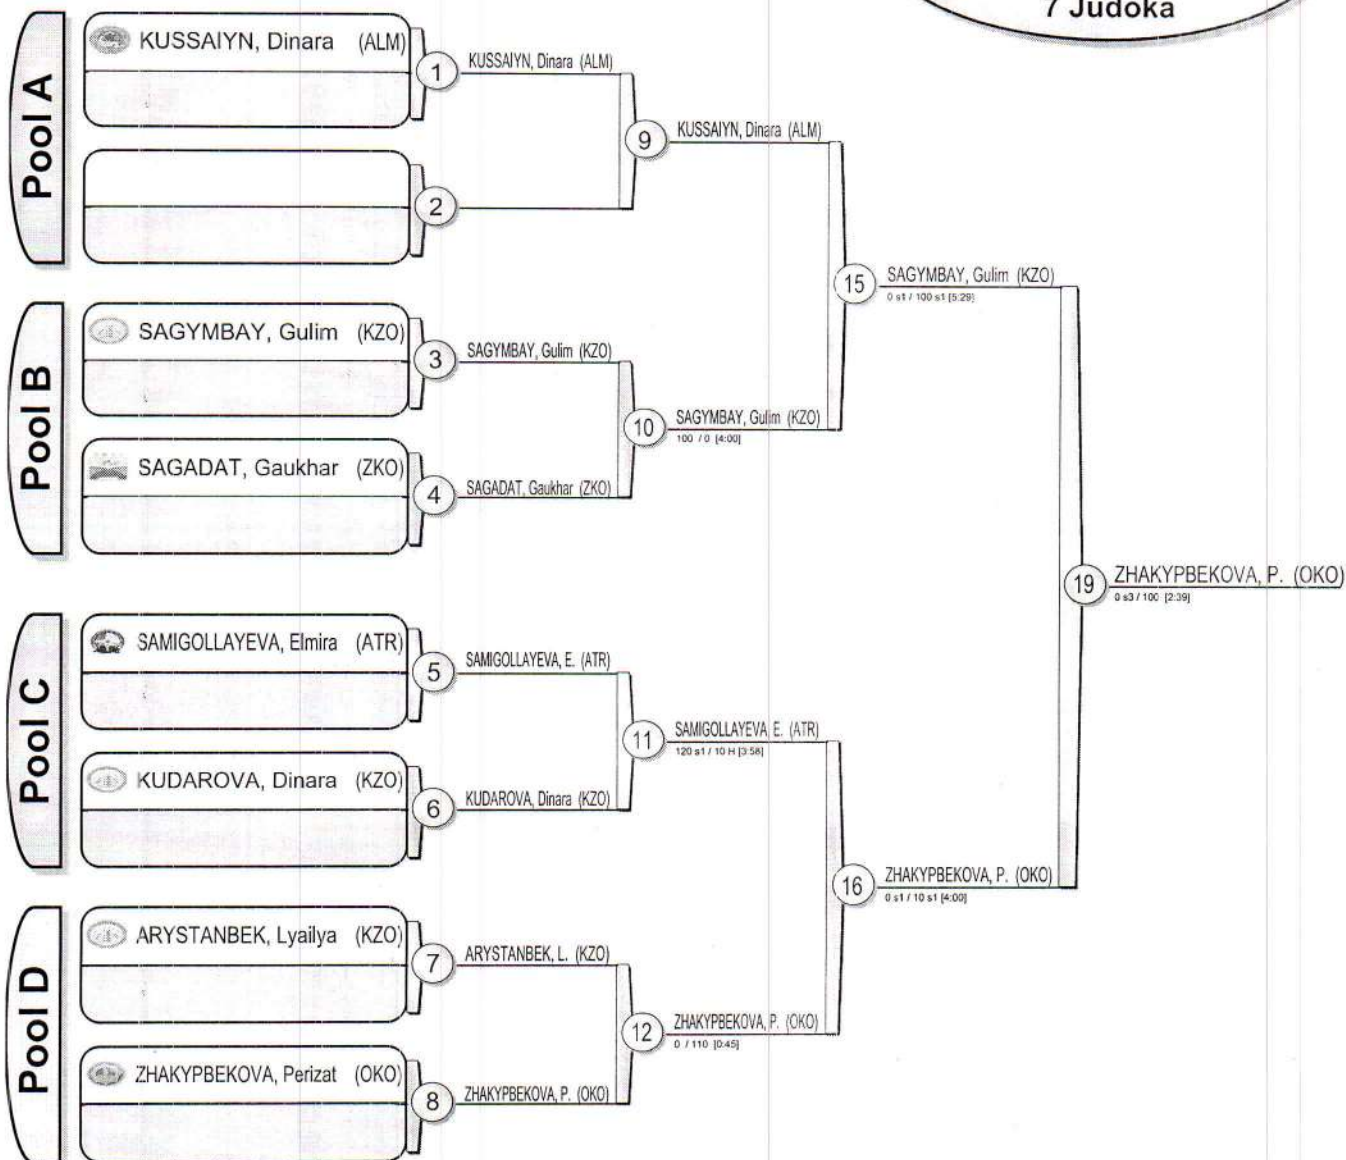 7 Judoka
Pool A
KUSSAIYN, Dinara (ALM)
1
KUSSAIYN, Dinara (ALM)
2
9
KUSSAIYN, Dinara (ALM)
Pool B
SAGYMBAY, Gulim (KZO)
3
SAGYMBAY, Gulim (KZO)
SAGADAT, Gaukhar (ZKO)
4
SAGADAT, Gaukhar (ZKO)
10
SAGYMBAY, Gulim (KZO)
100 / 0 [4:00]
15
SAGYMBAY, Gulim (KZO)
0 s1 / 100 s1 [5:29]
Pool C
SAMIGOLLAYEVA, Elmira (ATR)
5
SAMIGOLLAYEVA, E. (ATR)
KUDAROVA, Dinara (KZO)
6
KUDAROVA, Dinara (KZO)
11
SAMIGOLLAYEVA, E. (ATR)
120 s1 / 10 H [3:58]
Pool D
ARYSTANBEK, Lyailya (KZO)
7
ARYSTANBEK, L. (KZO)
ZHAKYPBEKOVA, Perizat (OKO)
8
ZHAKYPBEKOVA, P. (OKO)
12
ZHAKYPBEKOVA, P. (OKO)
0 / 110 [0:45]
16
ZHAKYPBEKOVA, P. (OKO)
0 s1 / 10 s1 [4:00]
19
ZHAKYPBEKOVA, P. (OKO)
0 s3 / 100 [2:39]